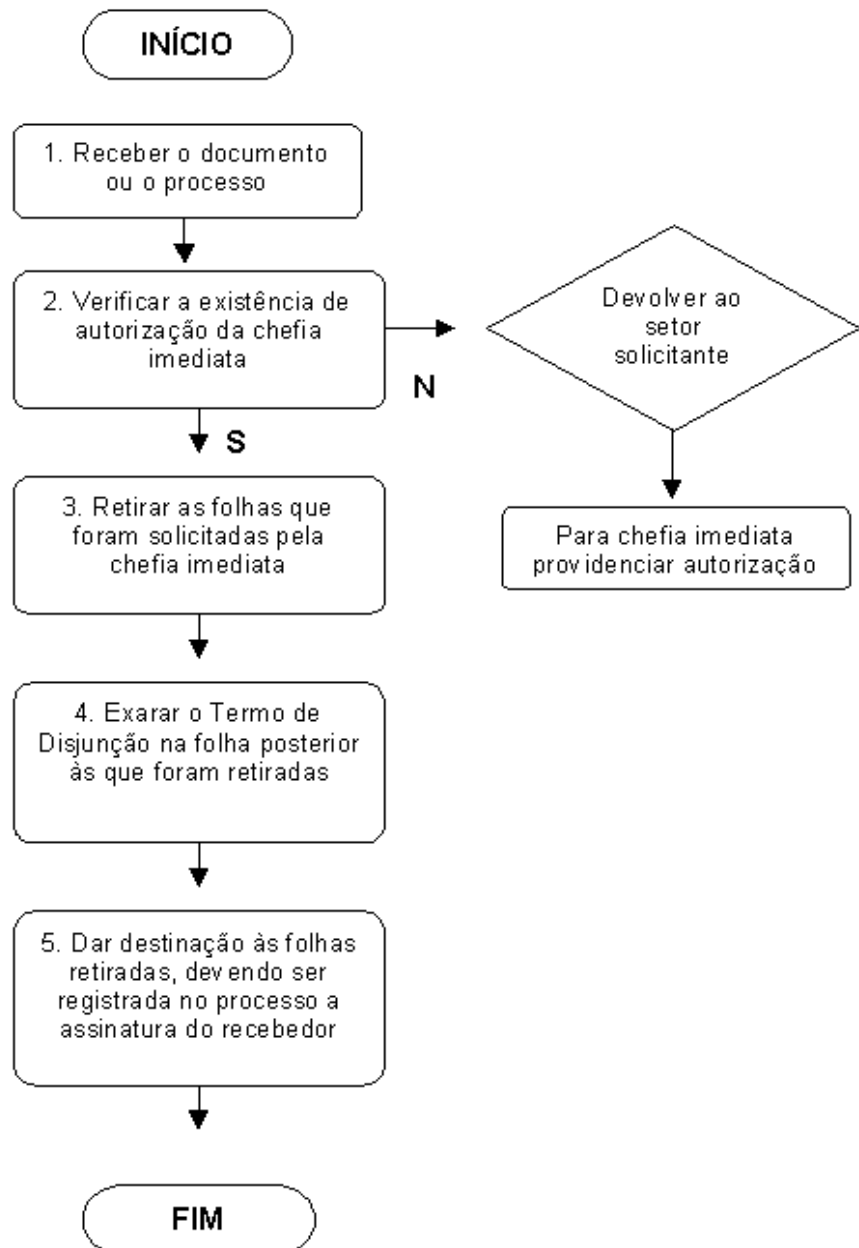 INÍCIO
1. Receber o documento
ou o processo
2. Verificar a existência de
autorização da chefia
imediata
N
Devolver ao
setor
solicitante
S
3. Retirar as folhas que
foram solicitadas pela
chefia imediata
Para chefia imediata
providenciar autorização
4. Exarar o Termo de
Disjunção na folha posterior
às que foram retiradas
5. Dar destinação às folhas
retiradas, devendo ser
registrada no processo a
assinatura do recebedor
FIM